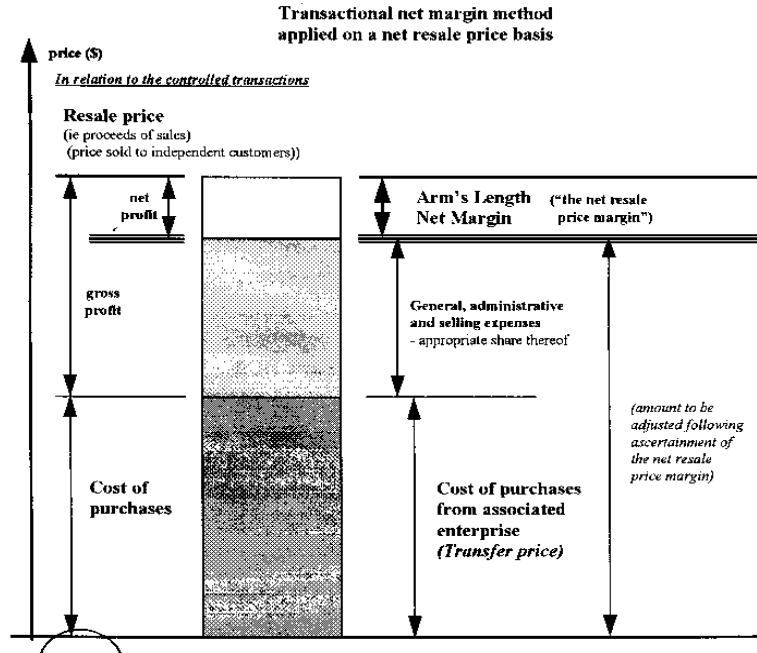 Transactional net margin method
applied on a net resale price basis
price ($)
In relation to the controlled transactions
Resale price
(ie proceeds of sales)
(price sold to independent customers))
net
profit
Arm's Length
Net Margin
("the net resale
price margin")
gross
profit
General, administrative
and selling expenses
- appropriate share thereof
(amount to be
adjusted following
ascertainment of
the net resale
price margin)
Cost of
purchases
Cost of purchases
from associated
enterprise
(Transfer price)